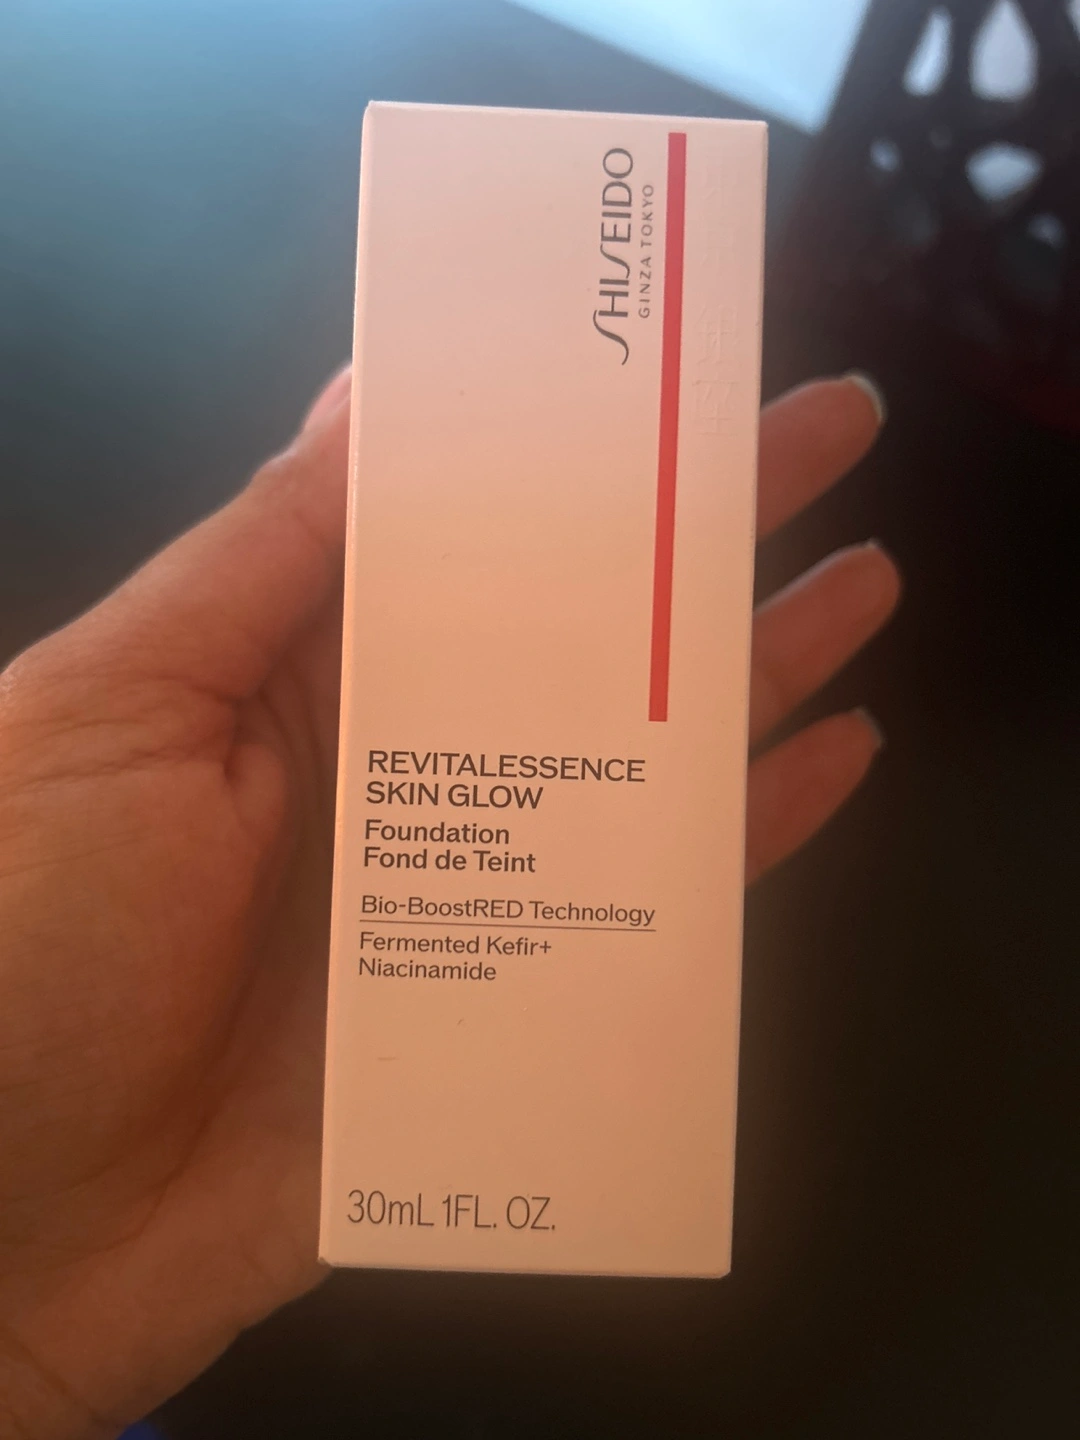 SHISEIDO
GINZA TOKYO
REVITALESSENCE
SKIN GLOW
Foundation
Fond de Teint
Bio-BoostRED Technology
Fermented Kefir+
Niacinamide
30mL 1FL. OZ.